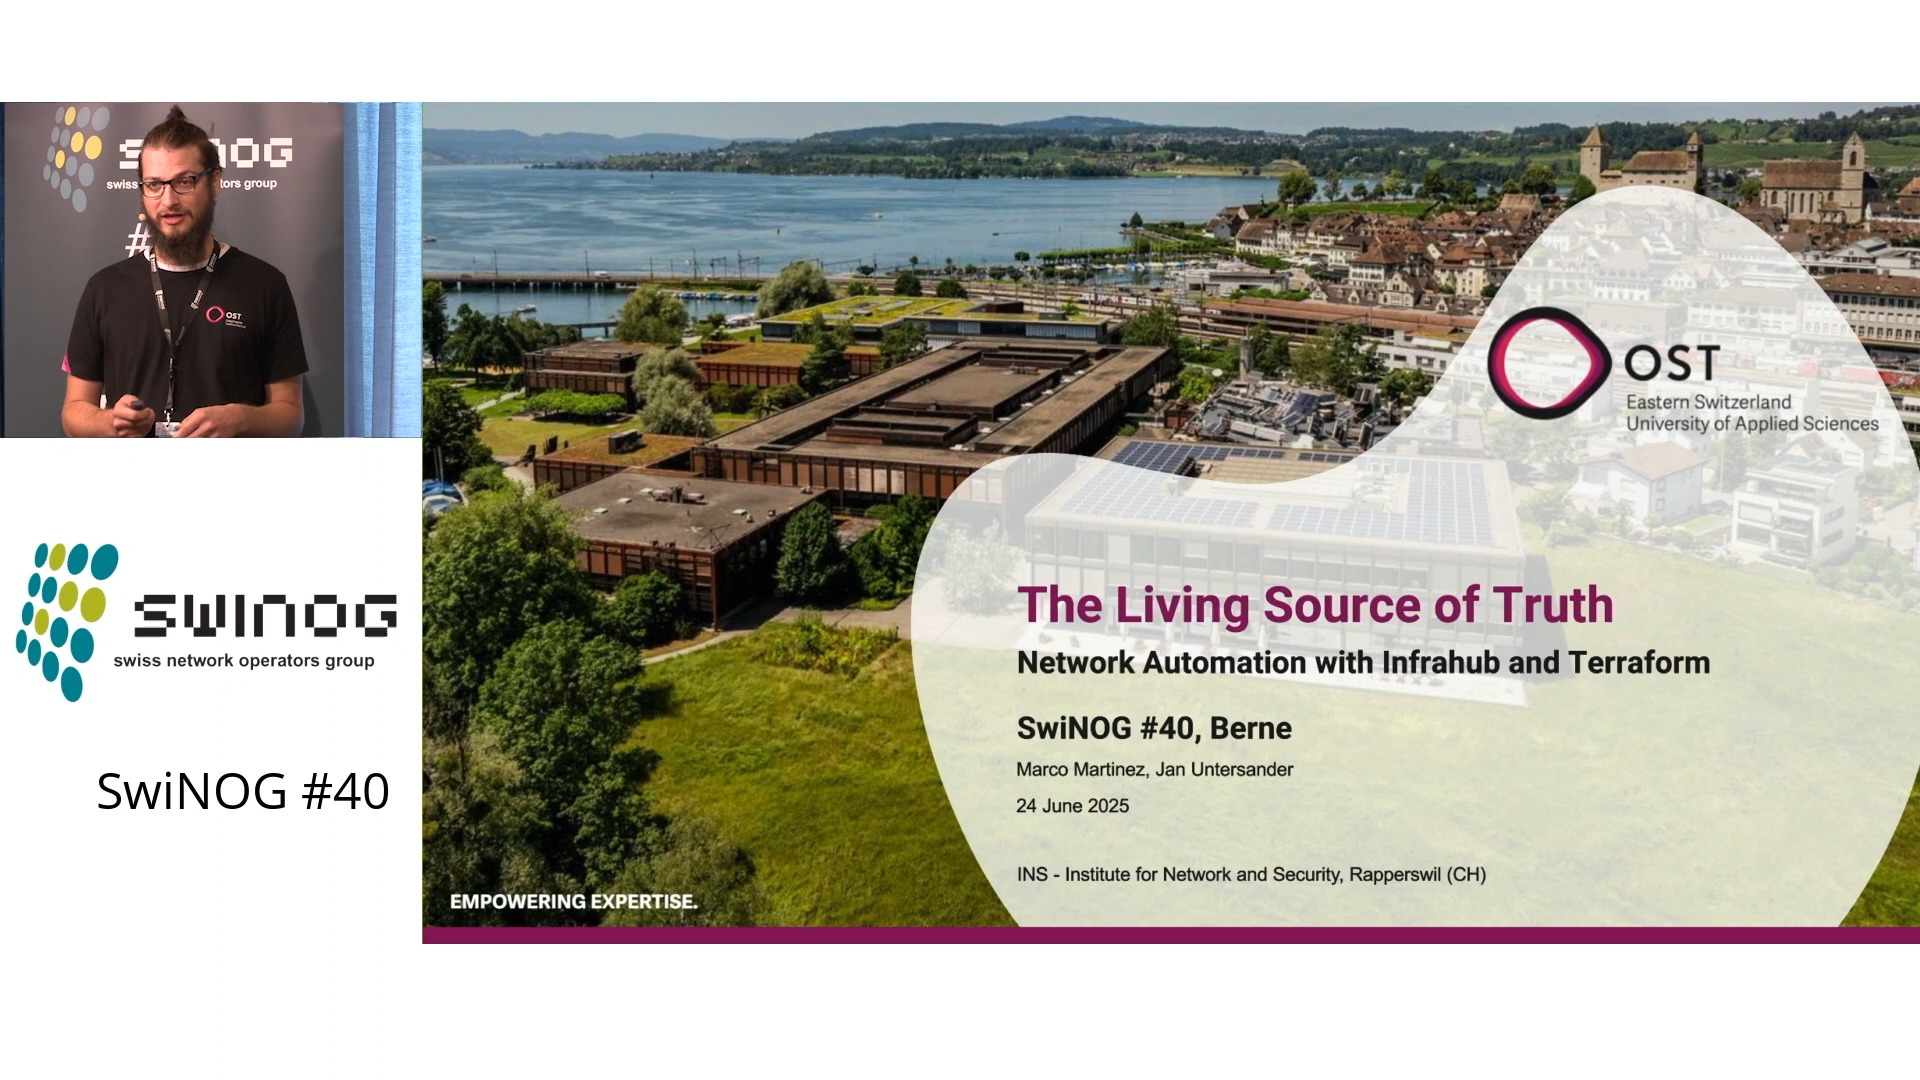 swiss
tors group
#
OST
swinog
swiss network operators group
SwiNOG #40
OST
Eastern Switzerland
University of Applied Sciences
The Living Source of Truth
Network Automation with Infrahub and Terraform
SwiNOG #40, Berne
Marco Martinez, Jan Untersander
24 June 2025
INS - Institute for Network and Security, Rapperswil (CH)
EMPOWERING EXPERTISE.